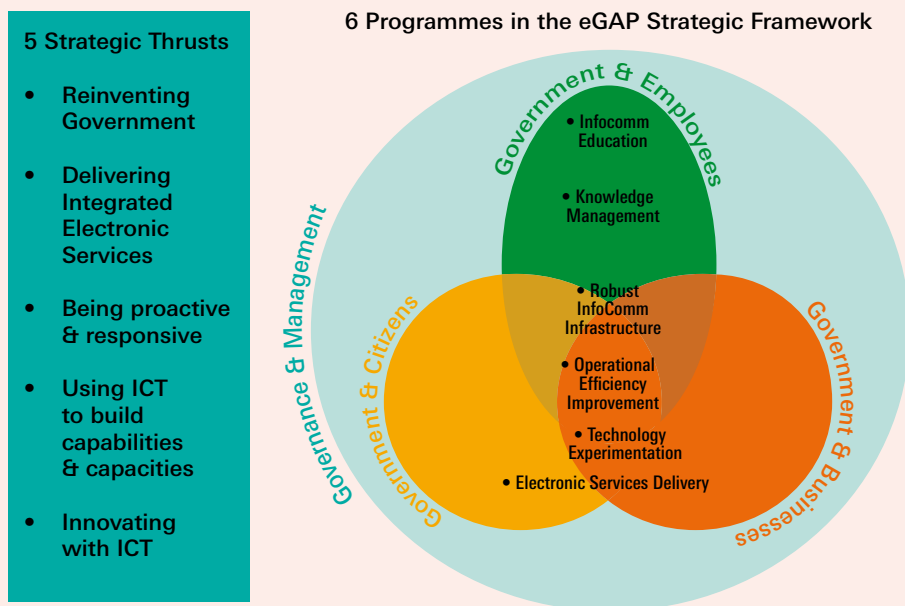 5 Strategic Thrusts
• Reinventing
Government
• Delivering
Integrated
Electronic
Services
• Being proactive
& responsive
• Using ICT
to build
capabilities
& capacities
• Innovating
with ICT
6 Programmes in the eGAP Strategic Framework
Government & Employees
• Infocomm
Education
• Knowledge
Management
Governance & Management
Government & Citizens
• Robust
InfoComm
Infrastructure
• Operational
Efficiency
Improvement
• Technology
Experimentation
• Electronic Services Delivery
Government & Businesses